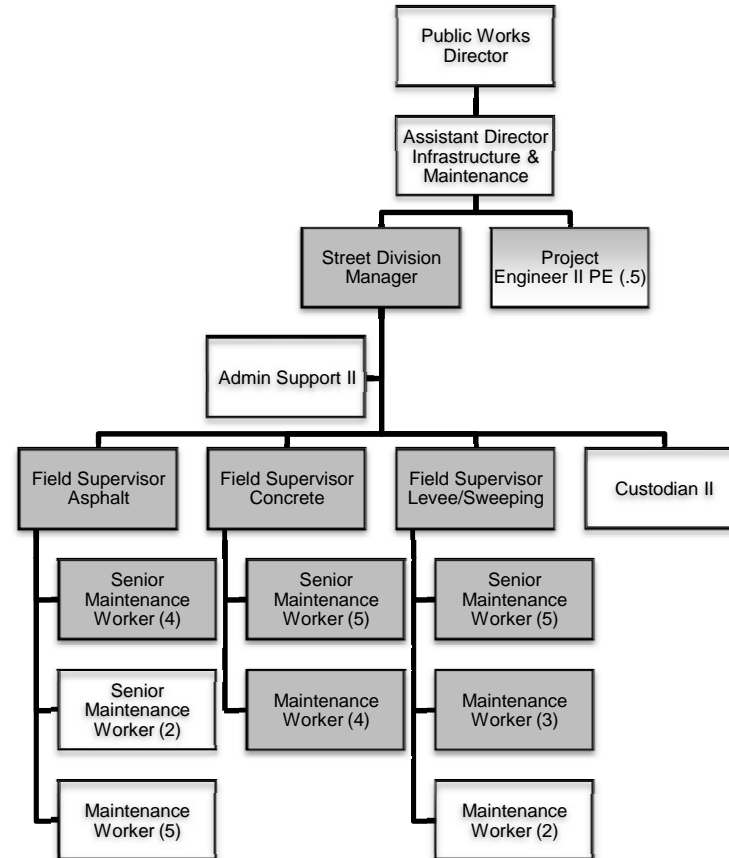 Public Works
Director
Assistant Director
Infrastructure &
Maintenance
Street Division
Manager
Project
Engineer II PE (.5)
Admin Support II
Field Supervisor
Asphalt
Field Supervisor
Concrete
Field Supervisor
Levee/Sweeping
Custodian II
Senior
Maintenance
Worker (4)
Senior
Maintenance
Worker (5)
Senior
Maintenance
Worker (5)
Senior
Maintenance
Worker (2)
Maintenance
Worker (4)
Maintenance
Worker (3)
Maintenance
Worker (5)
Maintenance
Worker (2)